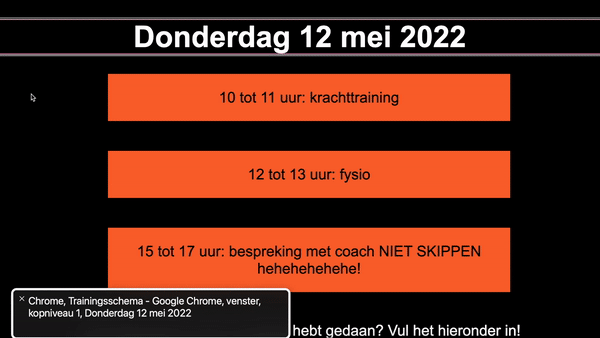 Donderdag 12 mei 2022
10 tot 11 uur: krachttraining
12 tot 13 uur: fysio
15 tot 17 uur: bespreking met coach NIET SKIPPEN
hehehehehehe!
Chrome, Trainingsschema - Google Chrome, venster,
kopniveau 1, Donderdag 12 mei 2022
hebt gedaan? Vul het hieronder in!